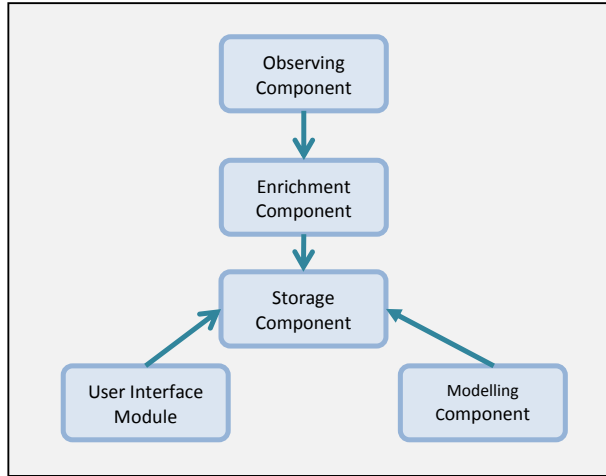 Observing
Component
Enrichment
Component
Storage
Component
User Interface
Module
Modelling
Component